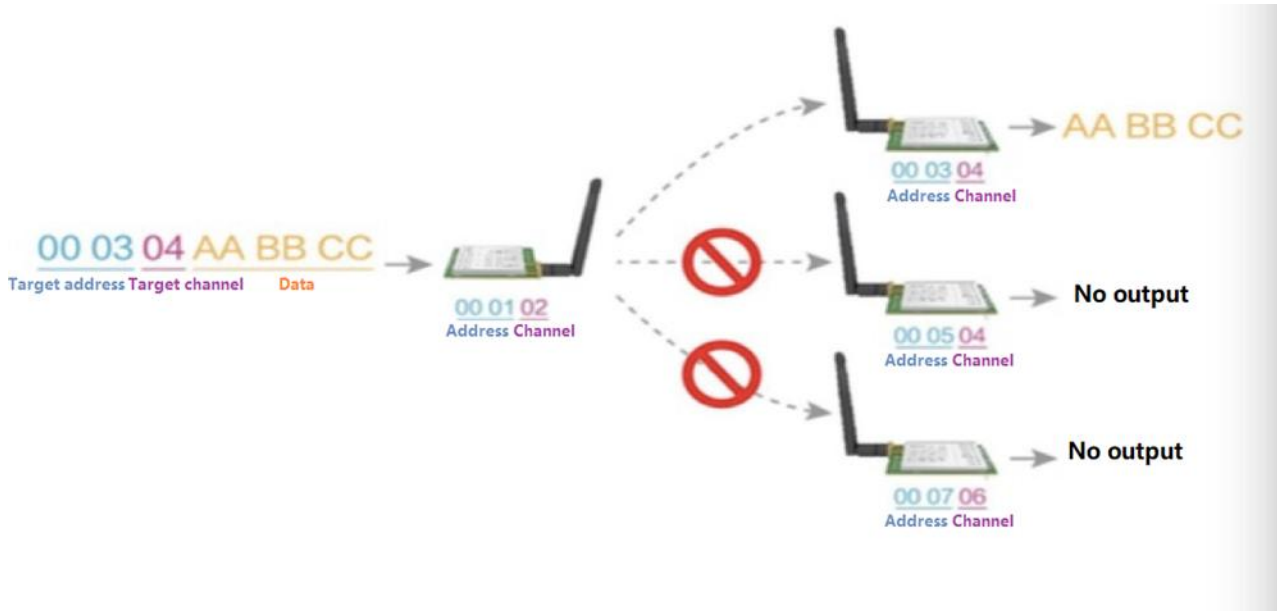 AA BB CC
00 03 04
Address Channel
00 03 04 AA BB CC
Target address Target channel Data
00 01 02
Address Channel
No output
00 05 04
Address Channel
No output
00 07 06
Address Channel